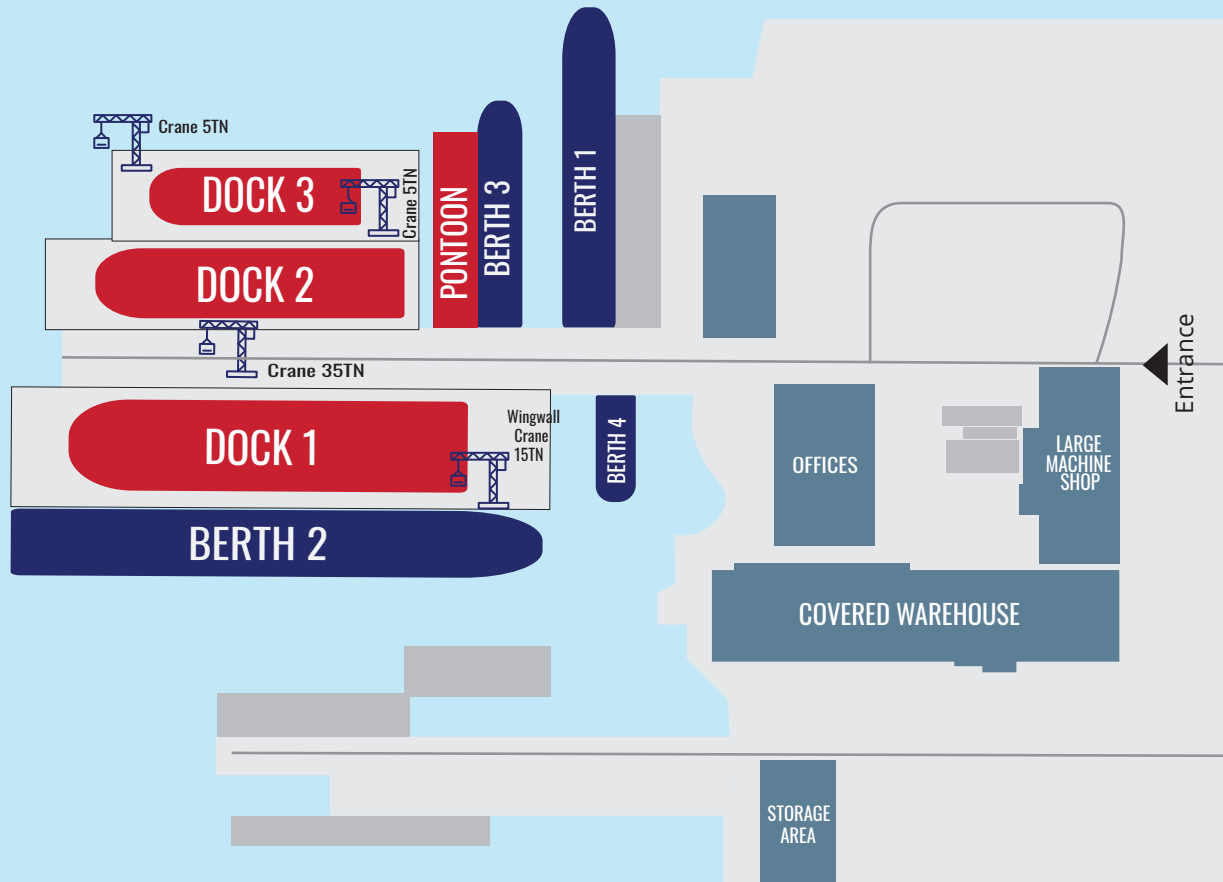 Crane 5TN
DOCK 3
Crane 5TN
PONTOON
BERTH 3
BERTH 1
DOCK 2
Crane 35TN
Entrance
DOCK 1
Wingwall
Crane
15TN
BERTH 4
OFFICES
LARGE
MACHINE
SHOP
BERTH 2
COVERED WAREHOUSE
STORAGE
AREA